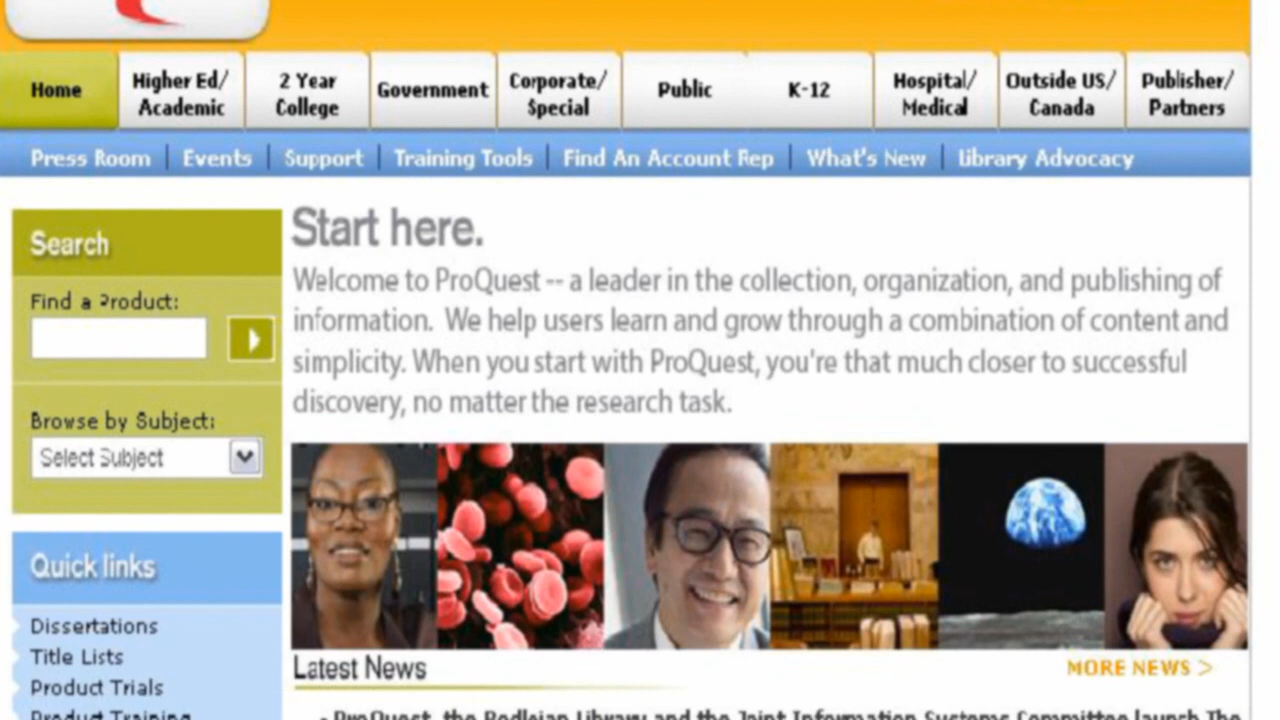 Home
Higher Ed/
Academic
2 Year
College
Government
Corporate/
Special
Public
K-12
Hospital/
Medical
Outside US/
Canada
Publisher/
Partners
Press Room | Events | Support | Training Tools | Find An Account Rep | What's New | Library Advocacy
Search
Find a Product:
Browse by Subject:
Select Subject
Quick links
Dissertations
Title Lists
Product Trials
Product Training
Start here.
Welcome to ProQuest -- a leader in the collection, organization, and publishing of
information. We help users learn and grow through a combination of content and
simplicity. When you start with ProQuest, you're that much closer to successful
discovery, no matter the research task.
Latest News
MORE NEWS >
- ProQuest, the Bodleian Library and the Joint Information Systems Committee launch The